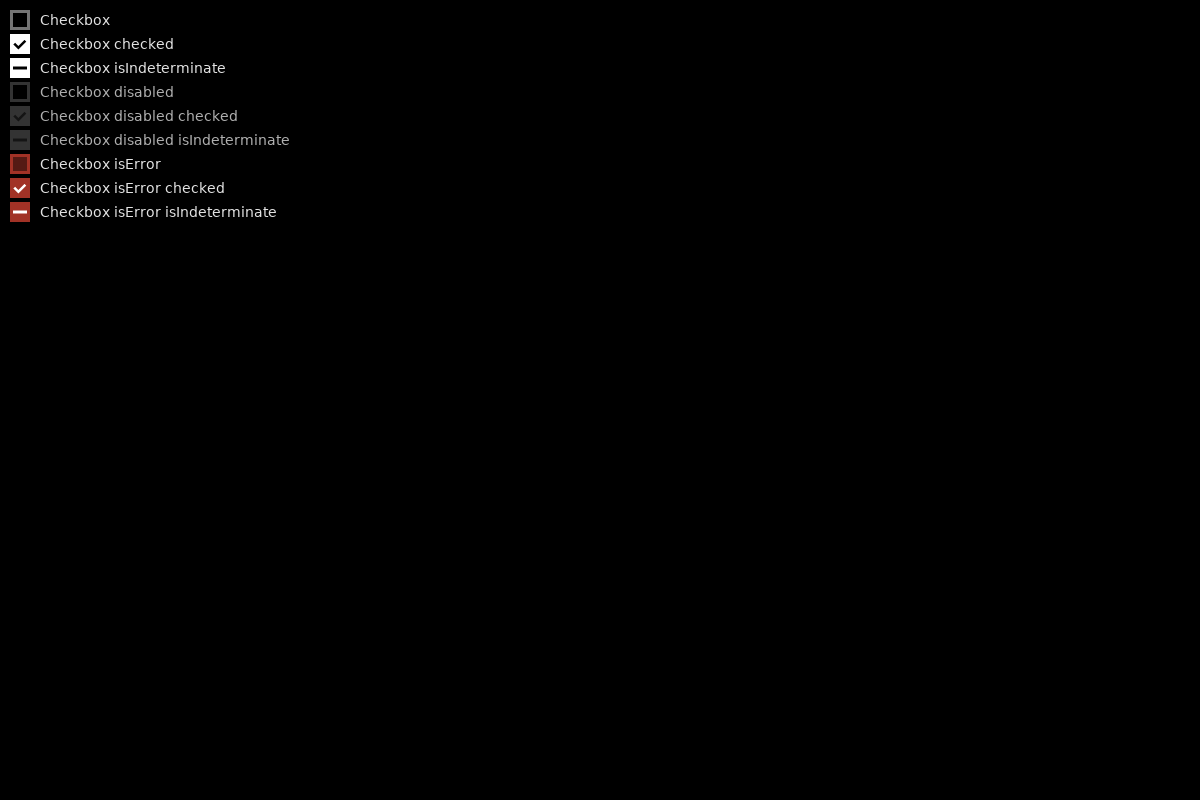 Checkbox
Checkbox checked
Checkbox isIndeterminate
Checkbox disabled
Checkbox disabled checked
Checkbox disabled isIndeterminate
Checkbox isError
Checkbox isError checked
Checkbox isError isIndeterminate